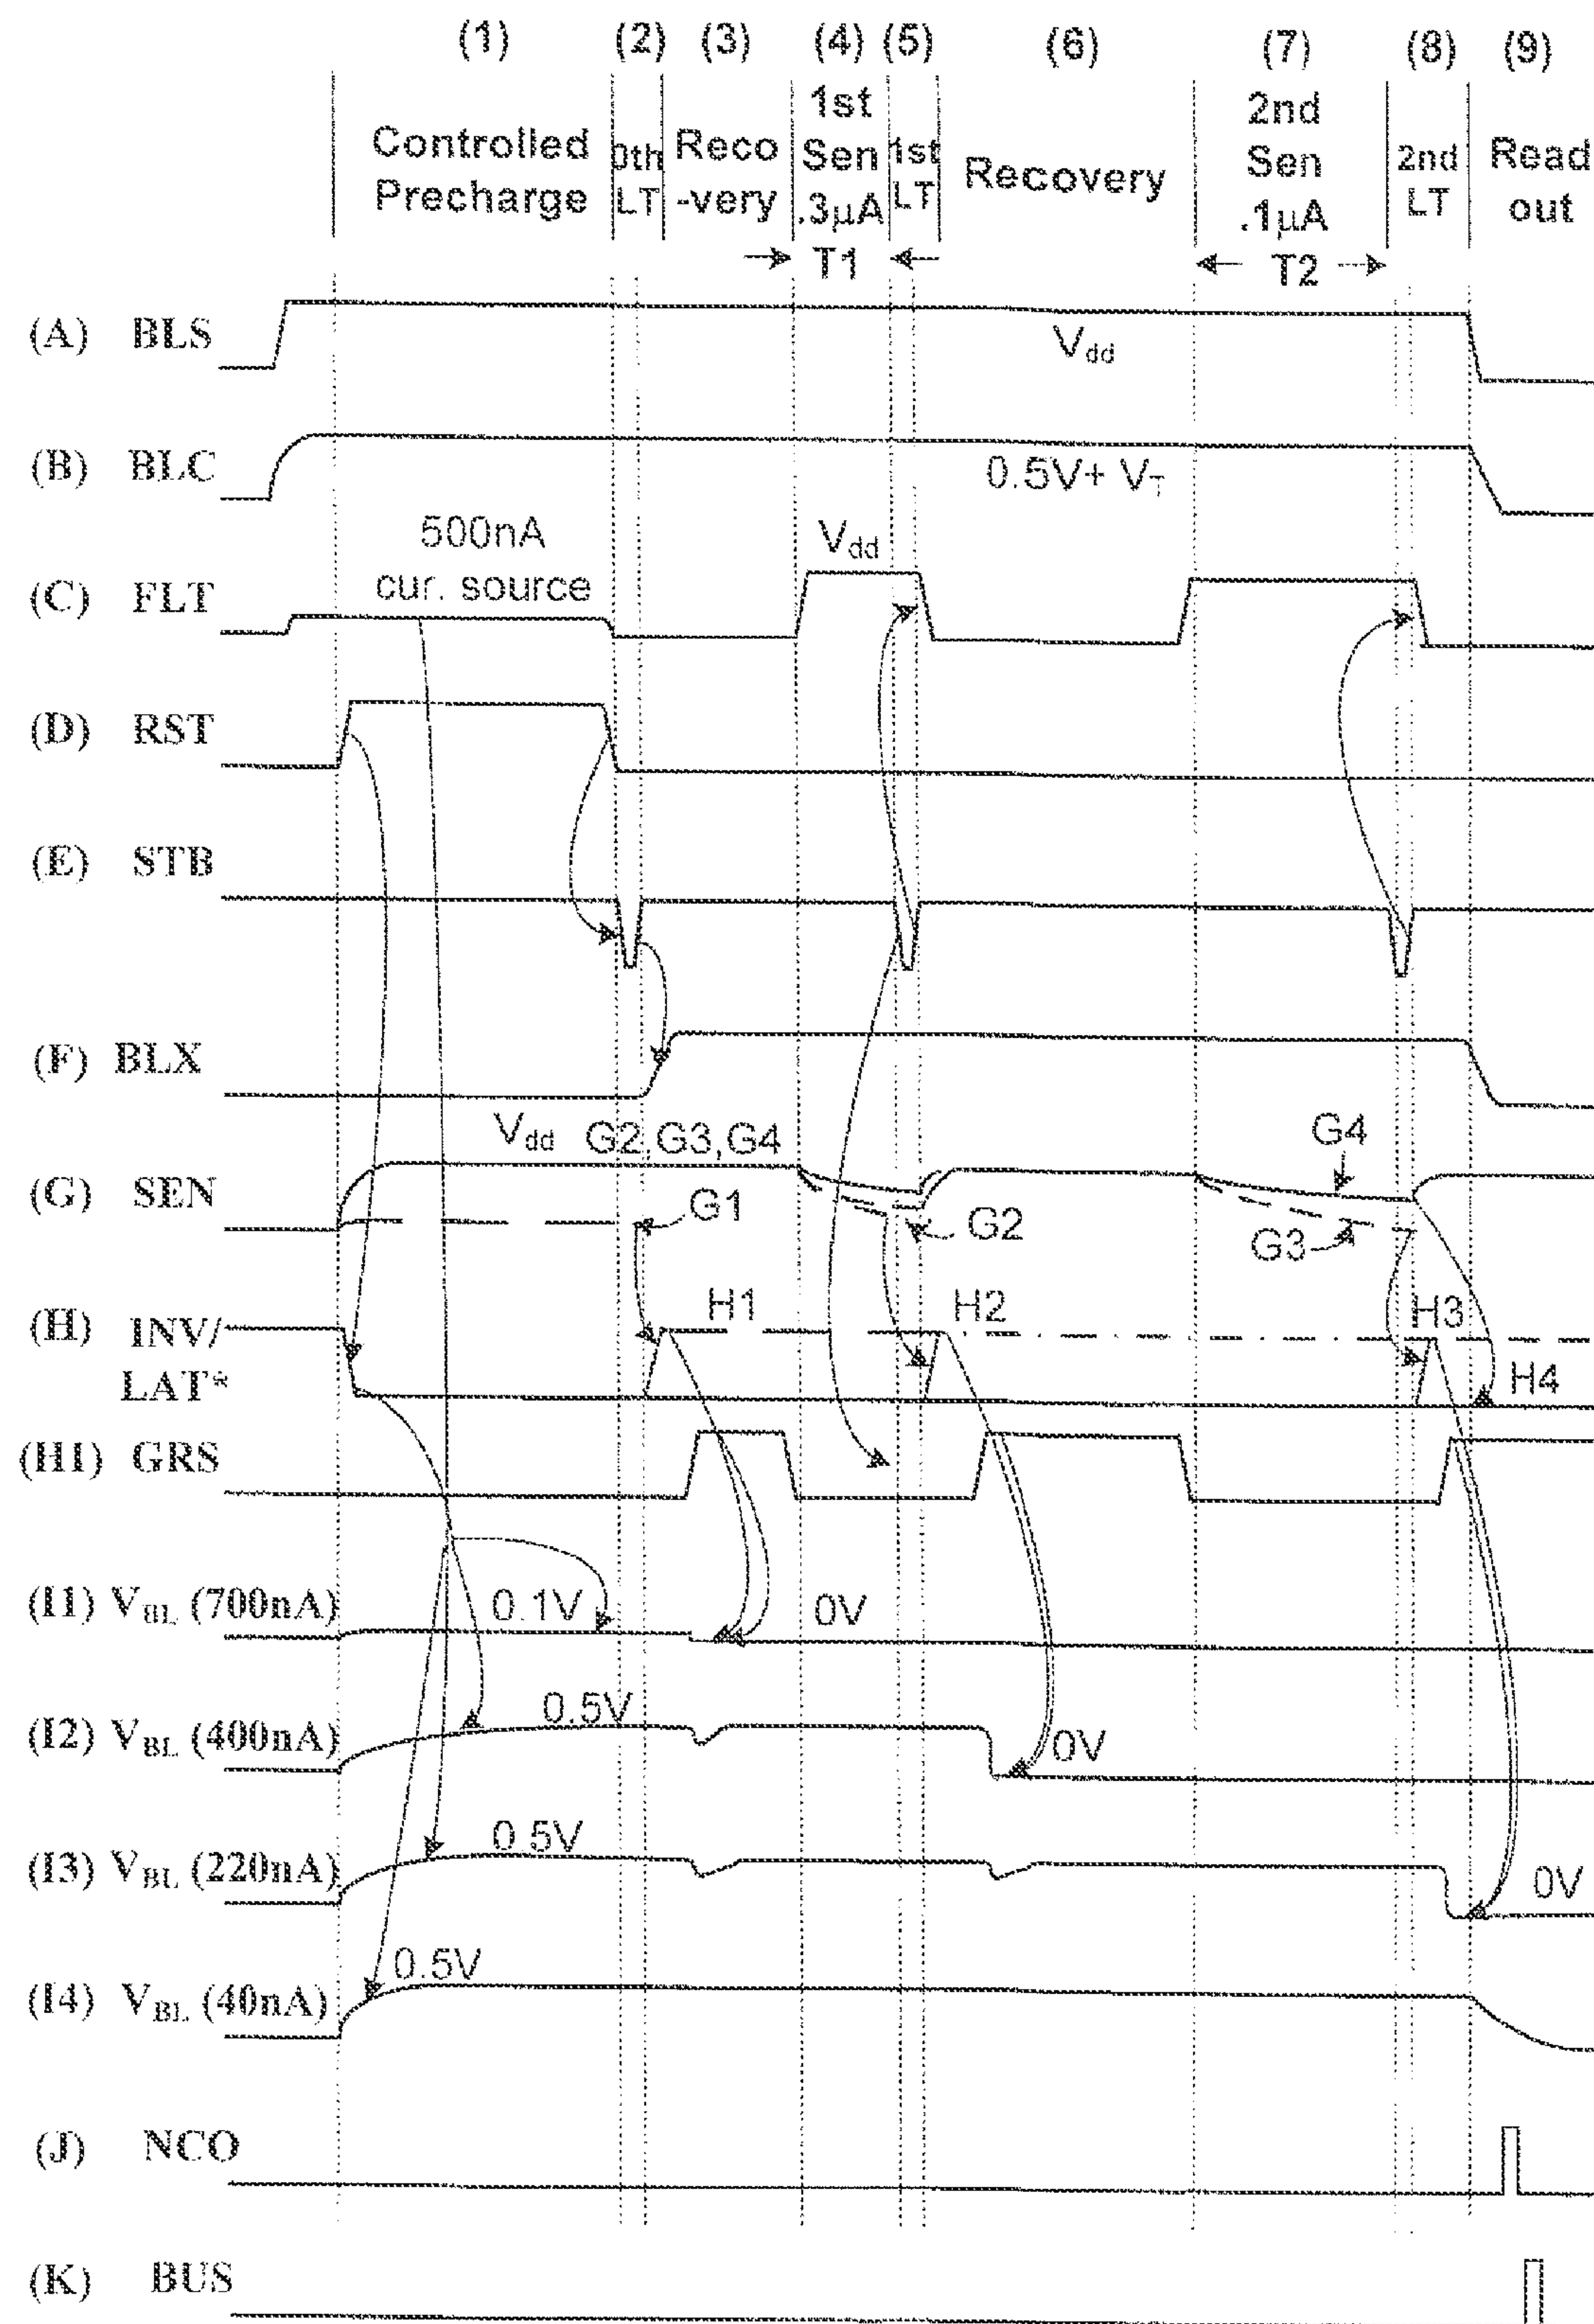 (1) (2) (3) (4) (5) (6) (7) (8) (9)
Controlled
Precharge
0th
LT
Reco
-very
1st
Sen
.3μA
1st
LT
Recovery
2nd
Sen
.1μA
2nd
LT
Read
out
T1
T2
(A) BLS
Vdd
(B) BLC
0.5V+ VT
500nA
cur. source
Vdd
(C) FLT
(D) RST
(E) STB
(F) BLX
Vdd G2,G3,G4
G4
(G) SEN
G1
G2
G3
(H) INV/
LAT*
H1
H2
H3
H4
(H1) GRS
(I1) VBL (700nA)
0.1V
0V
(I2) VBL (400nA)
0.5V
0V
(I3) VBL (220nA)
0.5V
0V
(I4) VBL (40nA)
0.5V
(J) NCO
(K) BUS